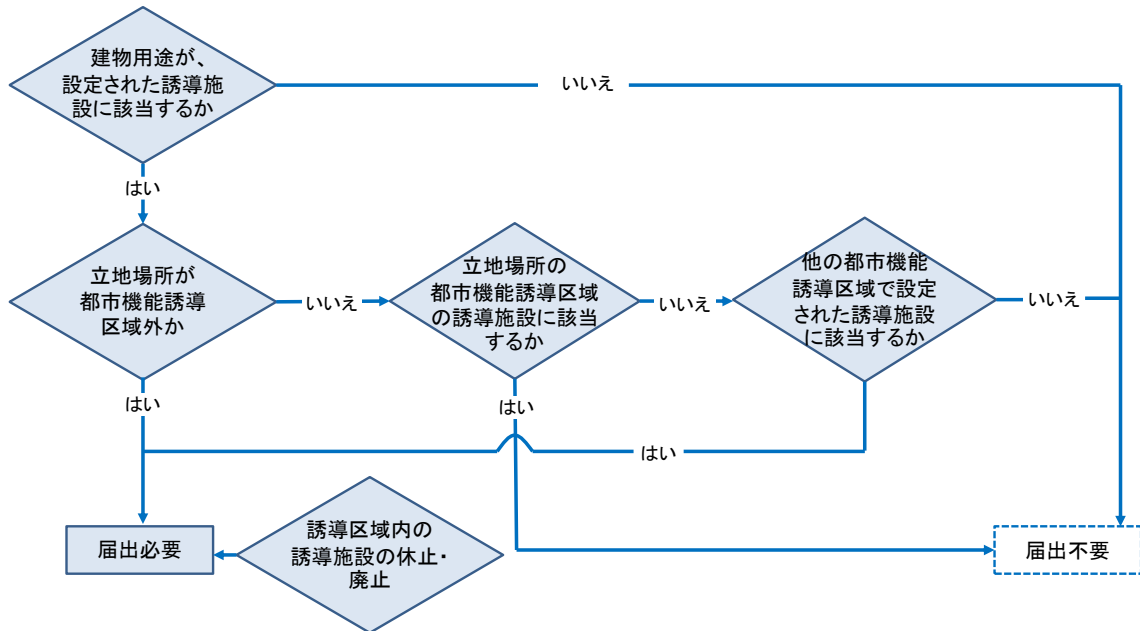 建物用途が、
設定された誘導施
設に該当するか
いいえ
はい
立地場所が
都市機能誘導
区域外か
いいえ
立地場所の
都市機能誘導区域
の誘導施設に該当
するか
いいえ
他の都市機能
誘導区域で設定
された誘導施設
に該当するか
いいえ
はい
はい
はい
届出必要
誘導区域内の
誘導施設の休止・
廃止
届出不要